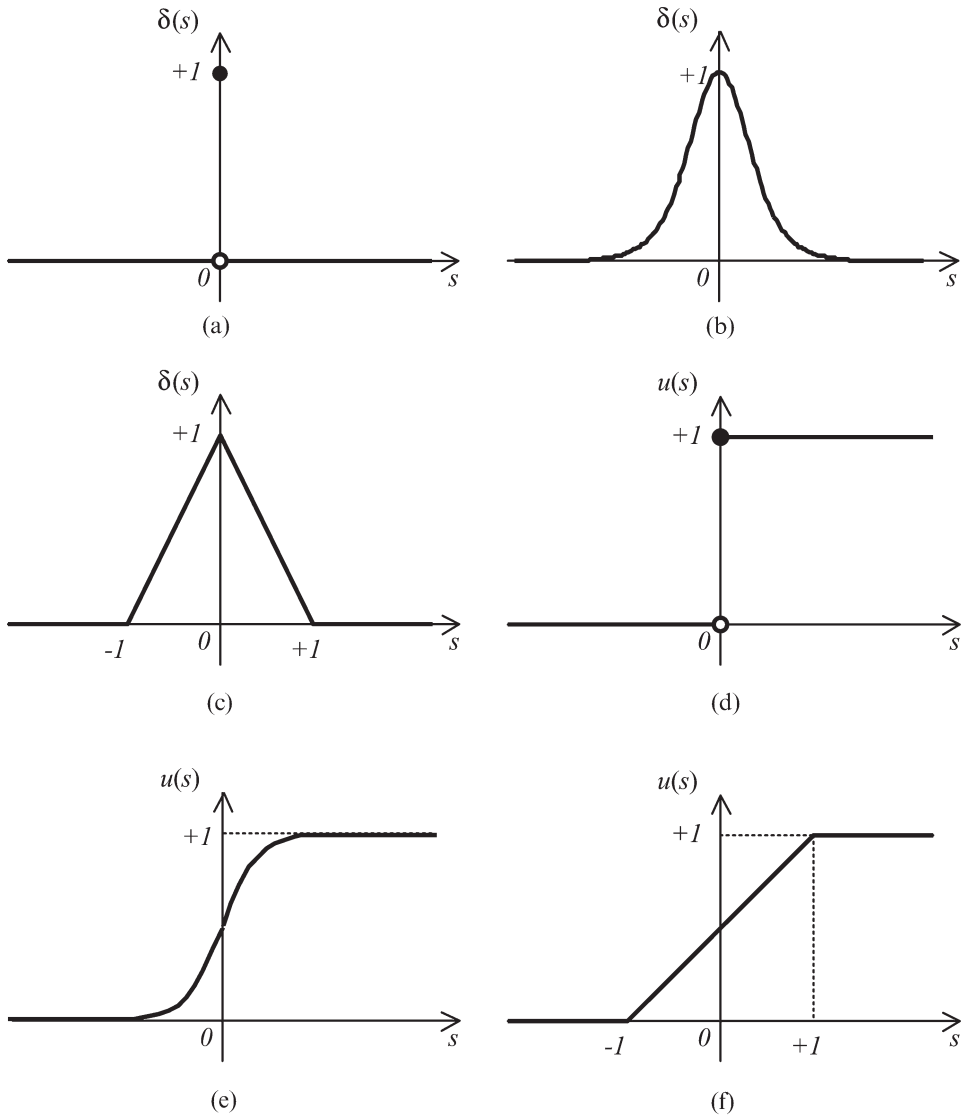 δ(s)
+1
0
s
(a)
δ(s)
+1
0
s
(b)
δ(s)
+1
-1
0
+1
s
(c)
u(s)
+1
0
s
(d)
u(s)
+1
0
s
(e)
u(s)
+1
-1
0
+1
s
(f)